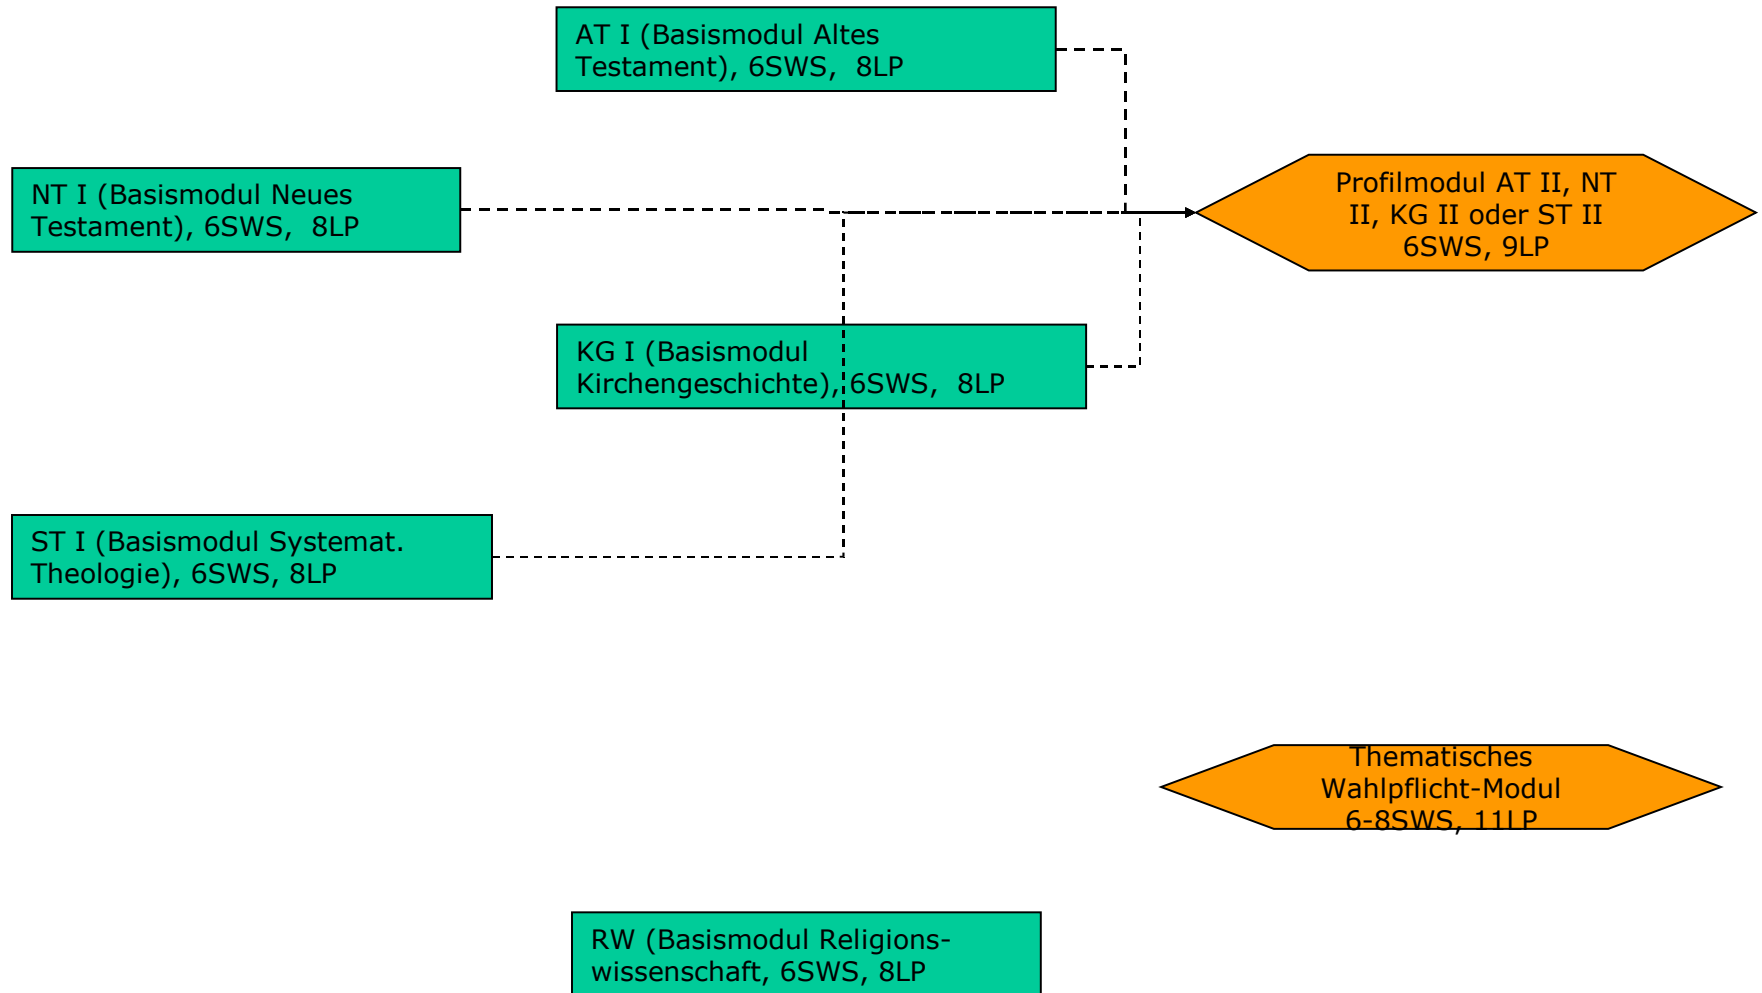 AT I (Basismodul Altes
Testament), 6SWS,  8LP
NT I (Basismodul Neues
Testament), 6SWS,  8LP
Profilmodul AT II, NT
II, KG II oder ST II
6SWS, 9LP
KG I (Basismodul
Kirchengeschichte), 6SWS,  8LP
ST I (Basismodul Systemat.
Theologie), 6SWS, 8LP
Thematisches
Wahlpflicht-Modul
6-8SWS, 11LP
RW (Basismodul Religions-
wissenschaft, 6SWS, 8LP